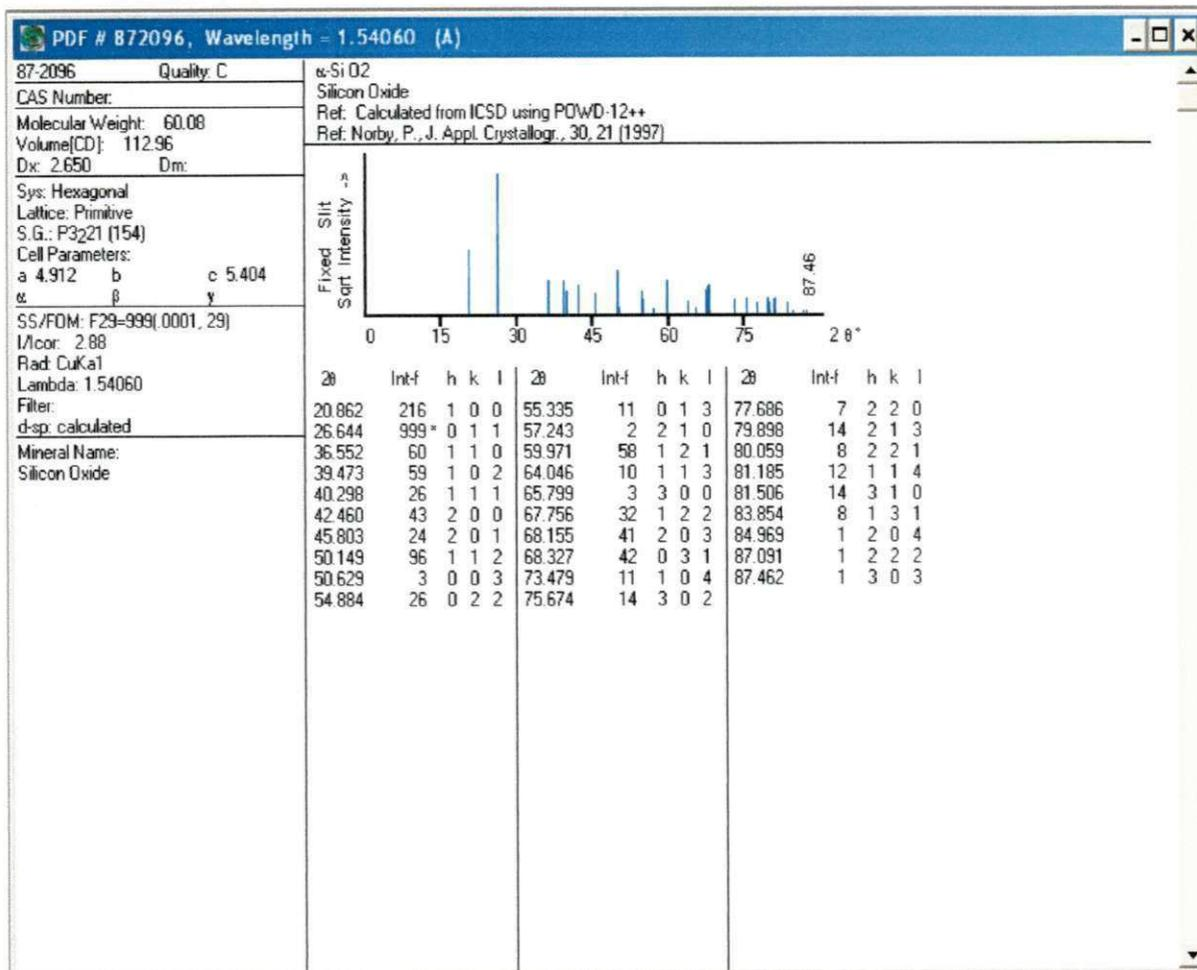 PDF # 872096, Wavelength = 1.54060 (A)
87-2096 Quality: C
CAS Number:
Molecular Weight: 60.08
Volume[CD]: 112.96
Dx: 2.650 Dm:
Sys: Hexagonal
Lattice: Primitive
S.G.: P3221 (154)
Cell Parameters:
a 4.912 b c 5.404
α β γ
SS/FOM: F29=999(.0001, 29)
I/Icor: 2.88
Rad: CuKa1
Lambda: 1.54060
Filter:
d-sp: calculated
Mineral Name:
Silicon Oxide
α-Si O2
Silicon Oxide
Ref: Calculated from ICSD using POWD-12++
Ref: Norby, P., J. Appl. Crystallogr., 30, 21 (1997)
Fixed Slit
Sqrt Intensity ->
87.46
0 15 30 45 60 75 2 θ°
2θ Int-f h k l 2θ Int-f h k l 2θ Int-f h k l
20.862 216 1 0 0 55.335 11 0 1 3 77.686 7 2 2 0
26.644 999 * 0 1 1 57.243 2 2 1 0 79.898 14 2 1 3
36.552 60 1 1 0 59.971 58 1 2 1 80.059 8 2 2 1
39.473 59 1 0 2 64.046 10 1 1 3 81.185 12 1 1 4
40.298 26 1 1 1 65.799 3 3 0 0 81.506 14 3 1 0
42.460 43 2 0 0 67.756 32 1 2 2 83.854 8 1 3 1
45.803 24 2 0 1 68.155 41 2 0 3 84.969 1 2 0 4
50.149 96 1 1 2 68.327 42 0 3 1 87.091 1 2 2 2
50.629 3 0 0 3 73.479 11 1 0 4 87.462 1 3 0 3
54.884 26 0 2 2 75.674 14 3 0 2